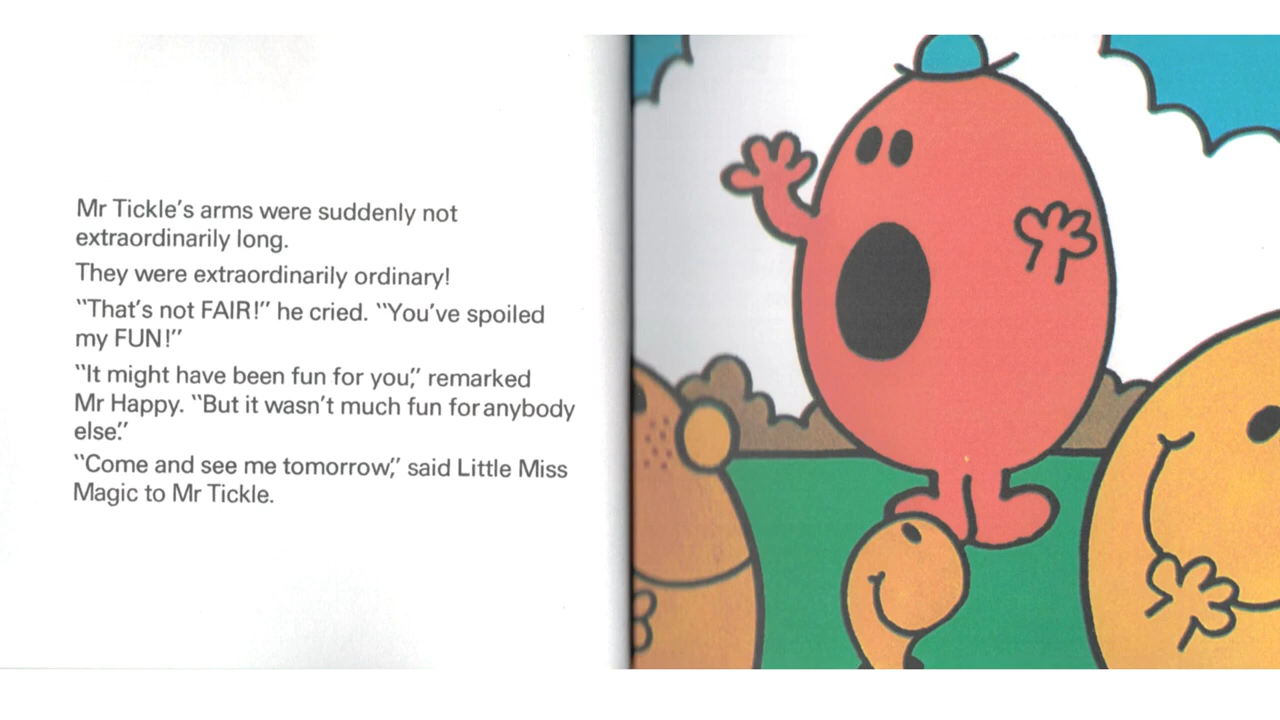 Mr Tickle's arms were suddenly not
extraordinarily long.
They were extraordinarily ordinary!
"That's not FAIR!" he cried. "You've spoiled
my FUN!"
"It might have been fun for you," remarked
Mr Happy. "But it wasn't much fun for anybody
else."
"Come and see me tomorrow," said Little Miss
Magic to Mr Tickle.